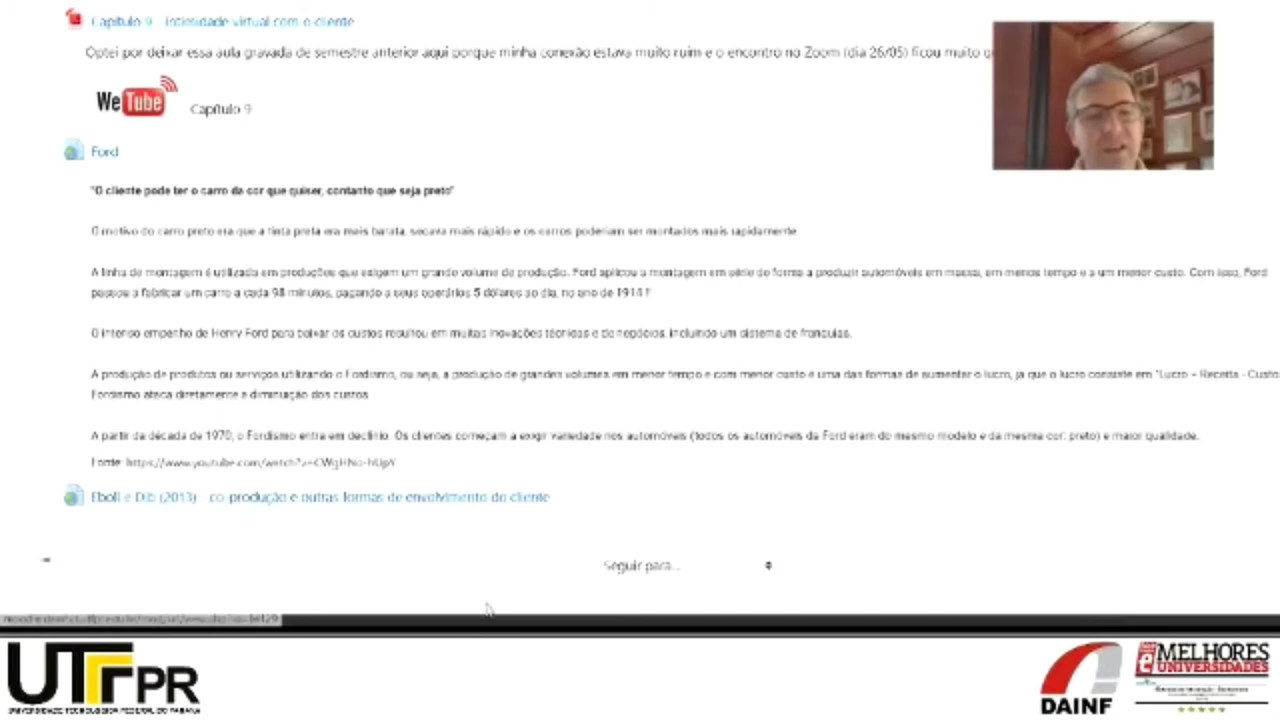 Capítulo 9 - Intimidade virtual com o cliente
Optei por deixar essa aula gravada de semestre anterior aqui porque minha conexão estava muito ruim e o encontro no Zoom (dia 26/05) ficou muito
WeTube Capítulo 9
Ford
"O cliente pode ter o carro da cor que quiser, contanto que seja preto"
O motivo do carro preto era que a tinta preta era mais barata, secava mais rápido e os carros poderiam ser montados mais rapidamente
A linha de montagem é utilizada em produções que exigem um grande volume de produção. Ford aplicou a montagem em série de forma a produzir automóveis em massa, em menos tempo e a um menor custo. Com isso, Ford
passou a fabricar um carro a cada 98 minutos, pagando a seus operários 5 dólares ao dia, no ano de 1914!
O intenso empenho de Henry Ford para baixar os custos resultou em muitas inovações técnicas e de negócios, incluindo um sistema de franquias.
A produção de produtos ou serviços utilizando o Fordismo, ou seja, a produção de grandes volumes em menor tempo e com menor custo é uma das formas de aumentar o lucro, já que o lucro consiste em "Lucro = Receita - Custo
Fordismo ataca diretamente a diminuição dos custos
A partir da década de 1970, o Fordismo entra em declínio. Os clientes começam a exigir variedade nos automóveis (todos os automóveis da Ford eram do mesmo modelo e da mesma cor: preto) e maior qualidade.
Fonte:
Eboli e Dib (2013) - co-produção e outras formas de envolvimento do cliente
Seguir para...
UTFPR
UNIVERSIDADE TECNOLÓGICA FEDERAL DO PARANÁ
DAINF
MELHORES
UNIVERSIDADES